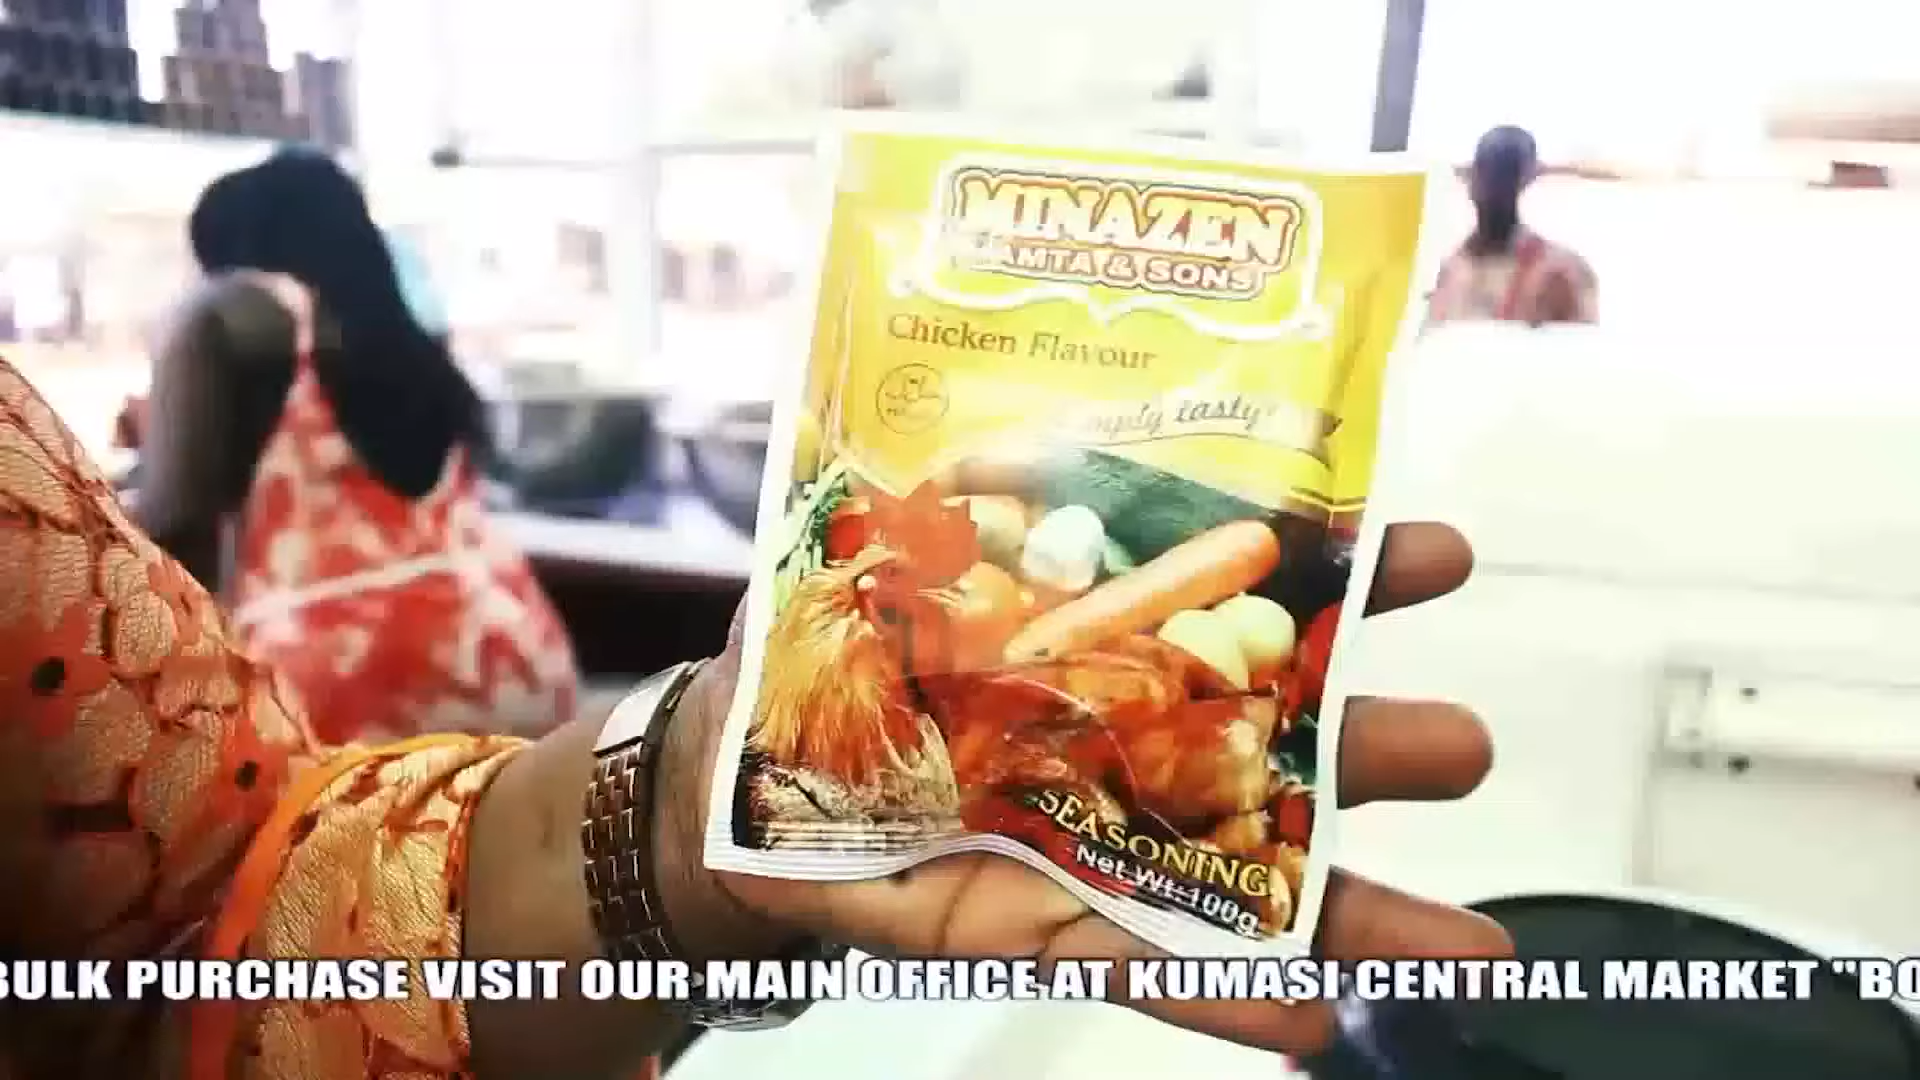 MINAZEN
& SONS
Chicken Flavour
tasty
SEASONING
Net Wt: 100g
BULK PURCHASE VISIT OUR MAIN OFFICE AT KUMASI CENTRAL MARKET "BO